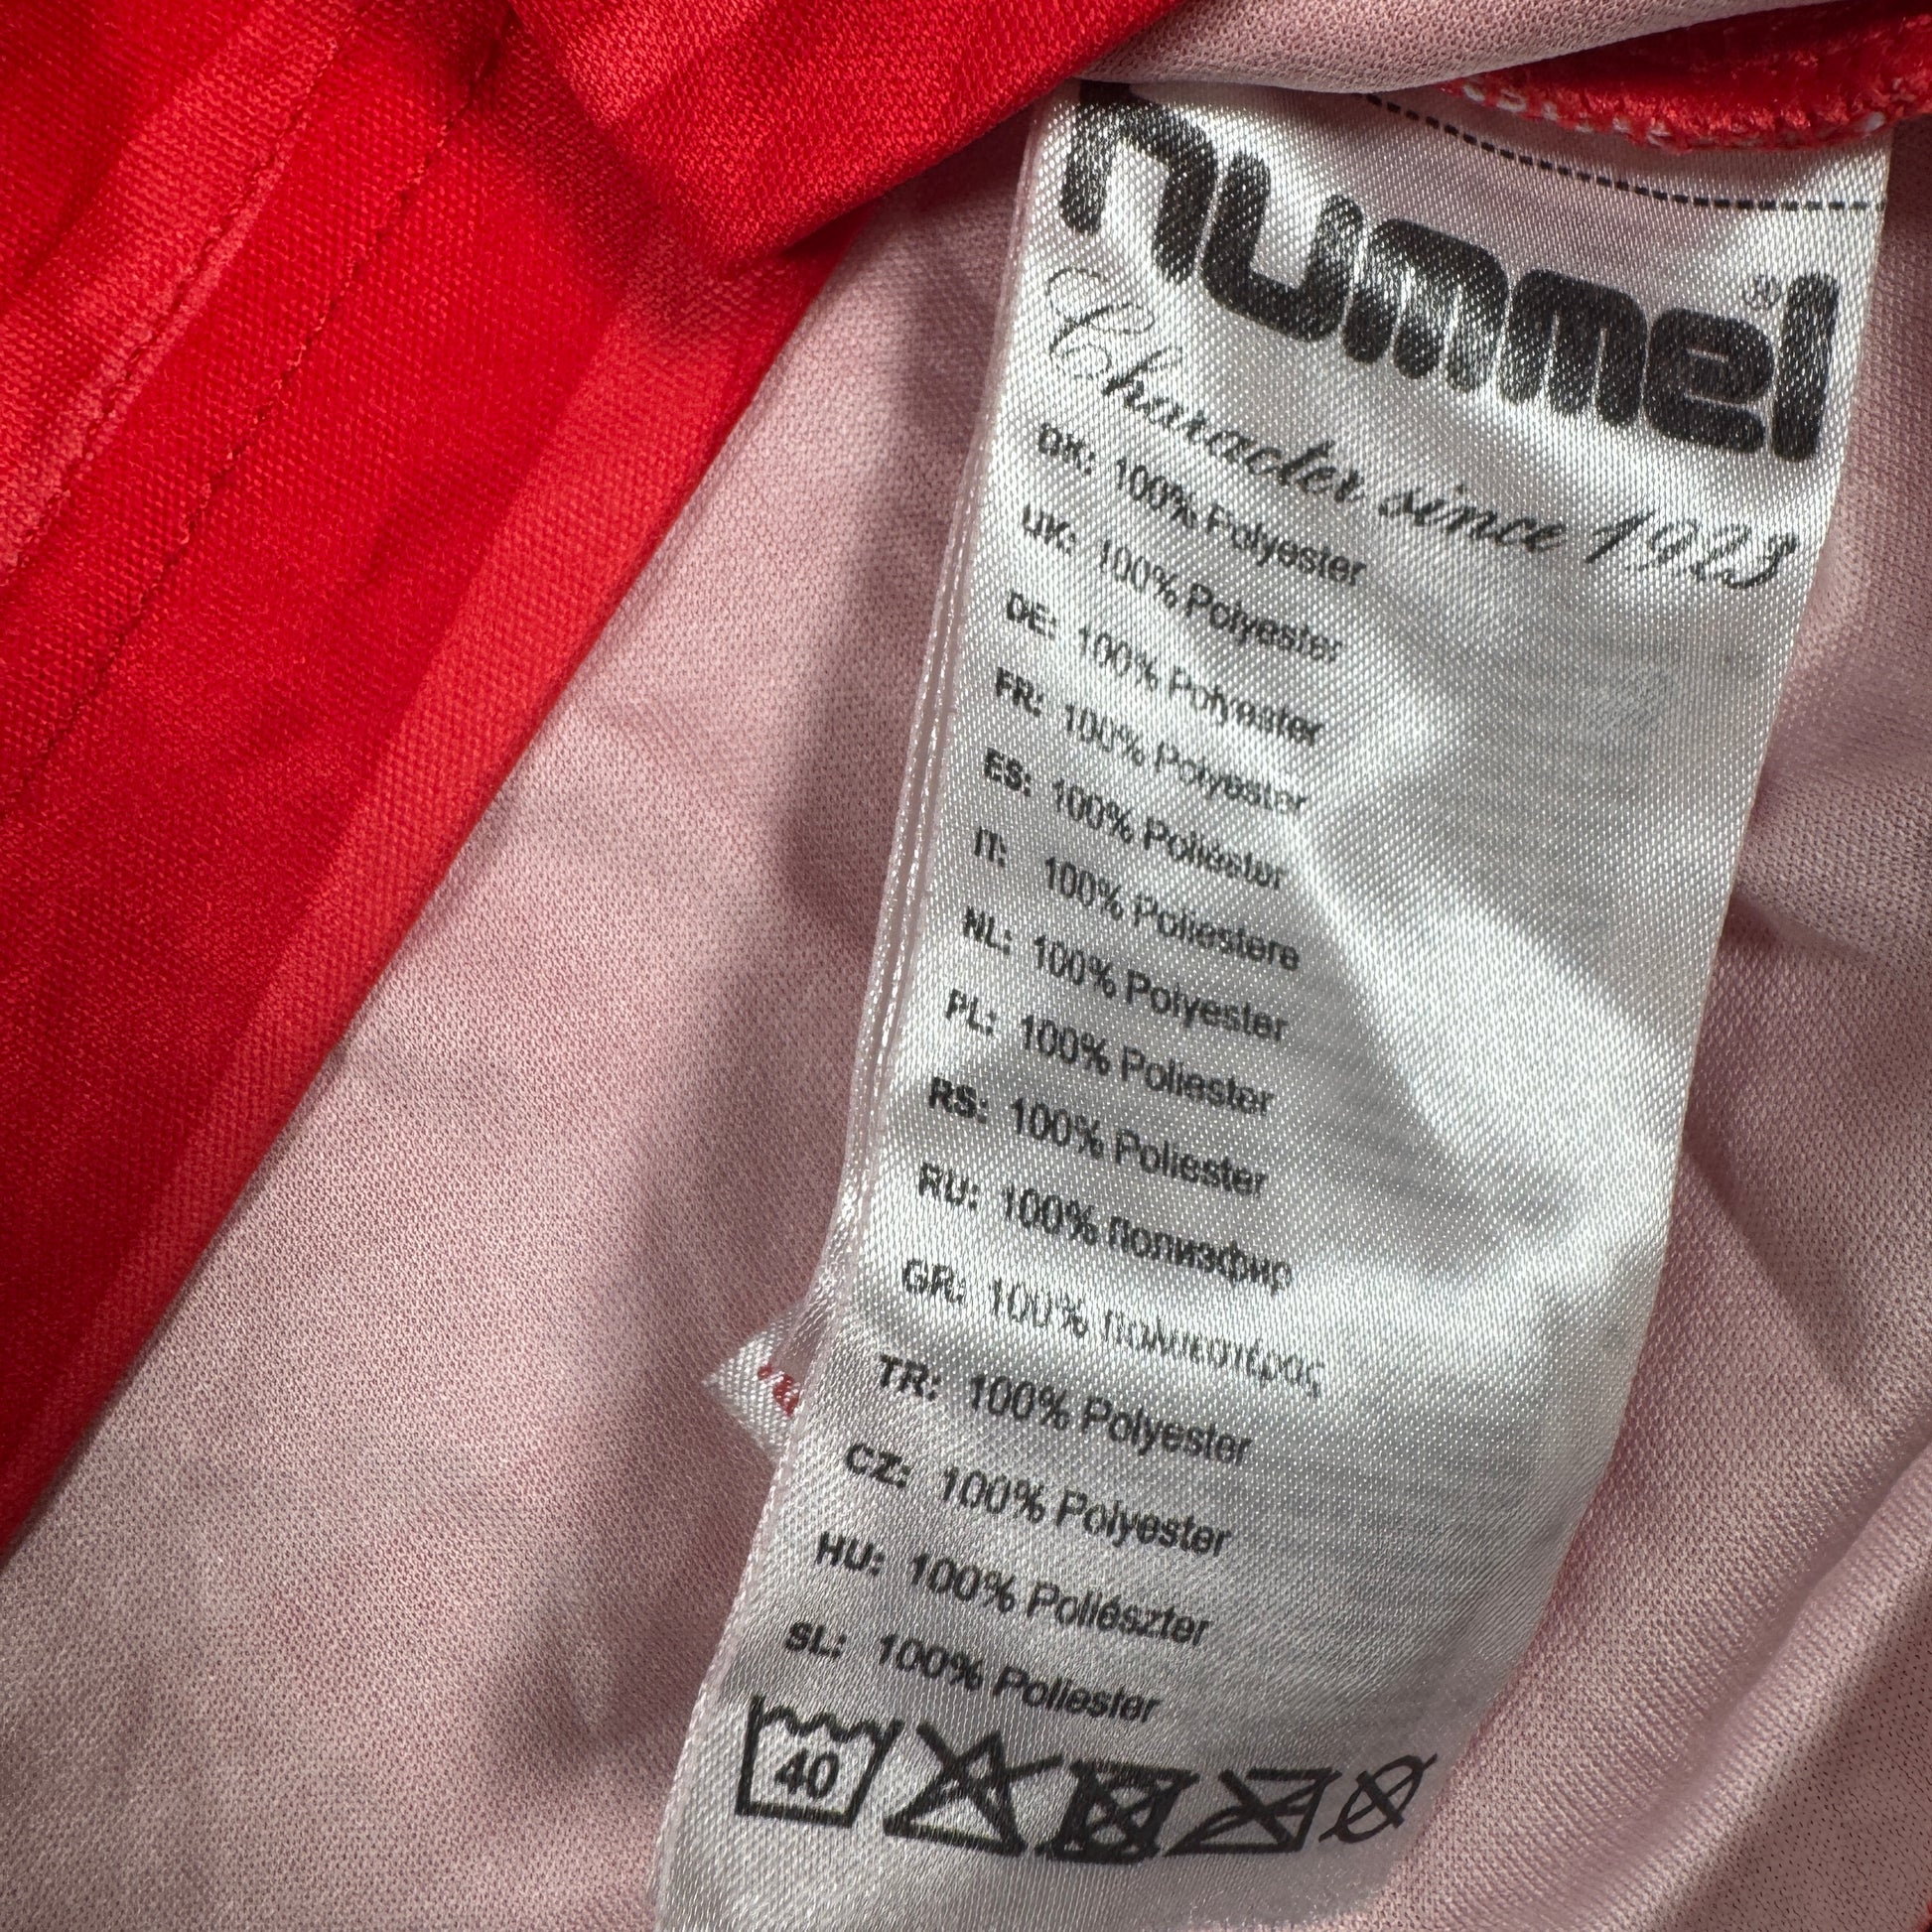 hummel®
Character since 1923
DK: 100% Polyester
UK: 100% Polyester
DE: 100% Polyester
FR: 100% Polyester
ES: 100% Poliéster
IT: 100% Poliestere
NL: 100% Polyester
PL: 100% Poliester
RS: 100% Poliester
RU: 100% Полиэфир
GR: 100% Πολυεστέρας
TR: 100% Polyester
CZ: 100% Polyester
HU: 100% Poliészter
SL: 100% Poliester
40